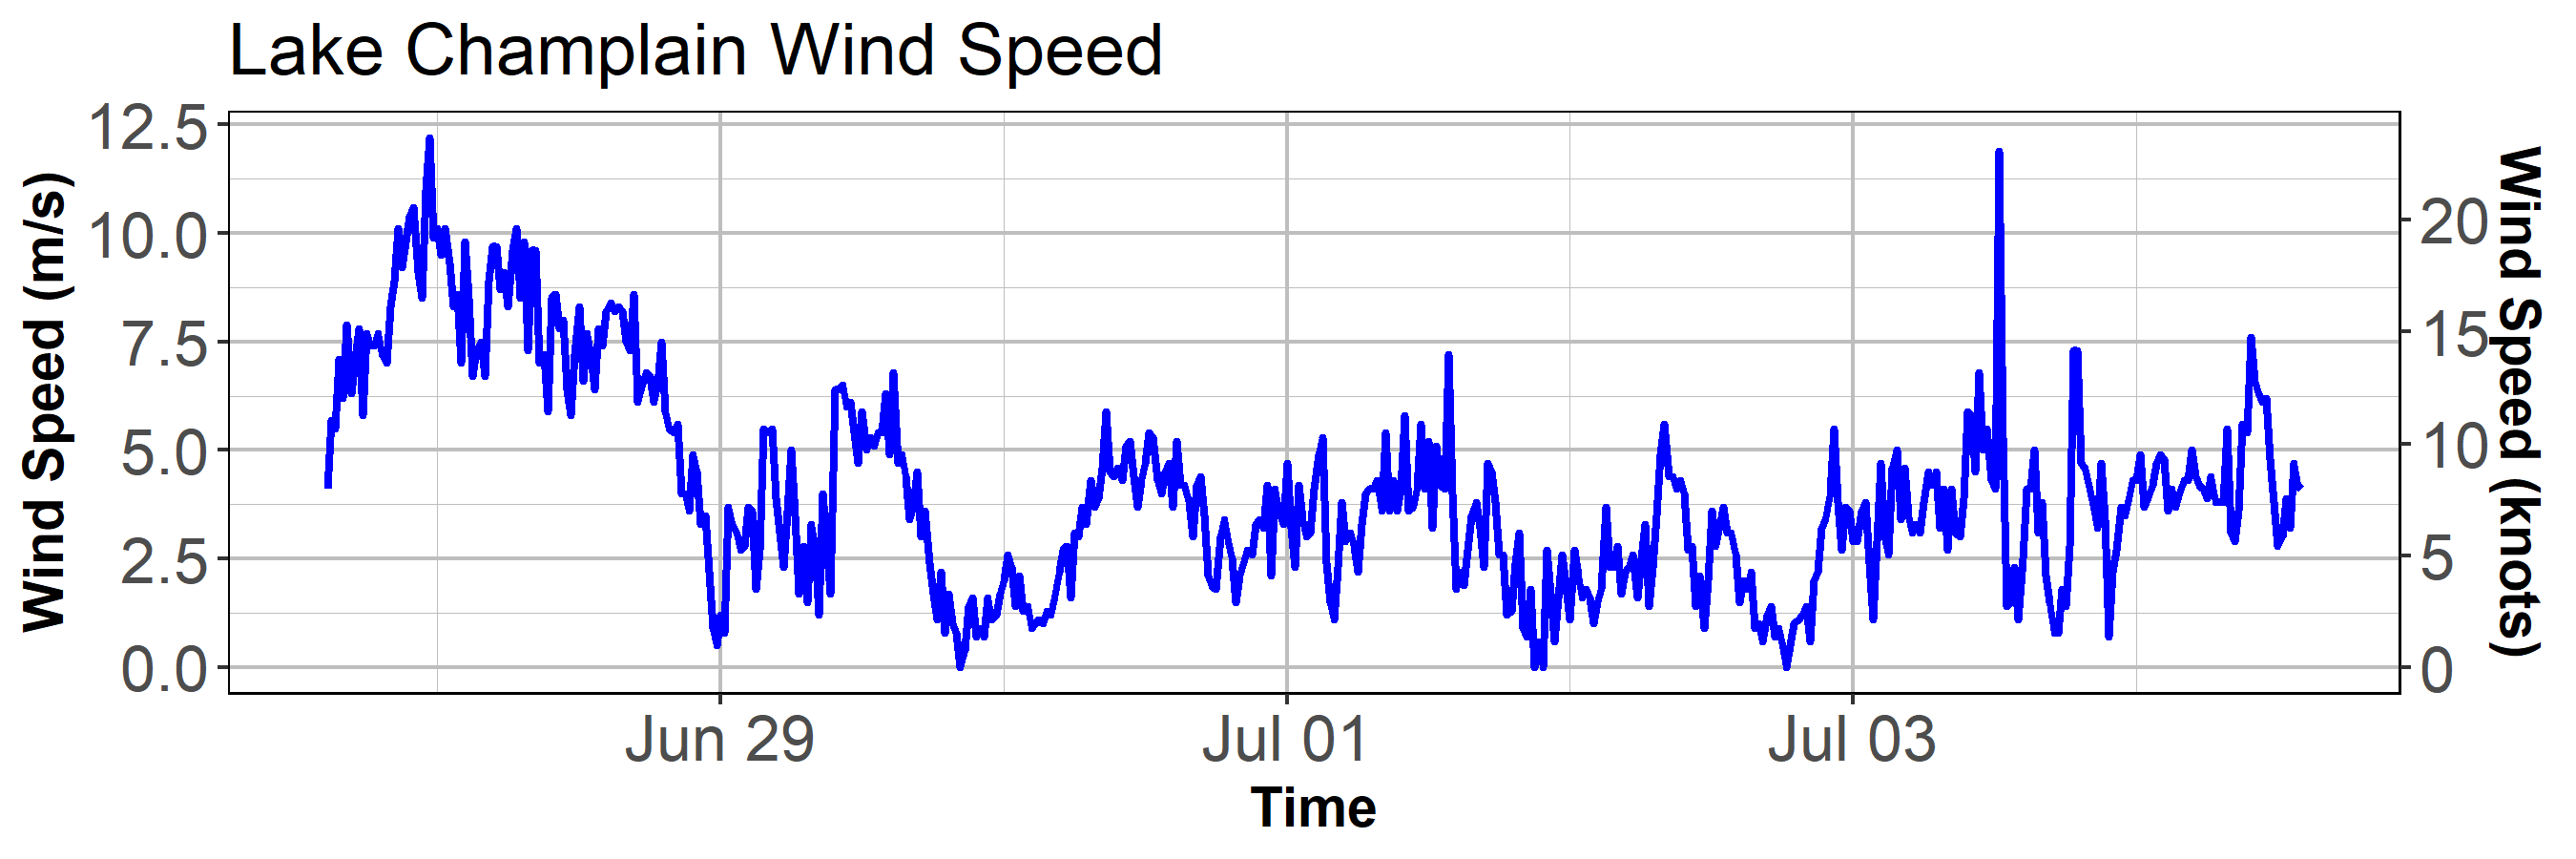 Lake Champlain Wind Speed
12.5
10.0
7.5
5.0
2.5
0.0
Wind Speed (m/s)
20
15
10
5
0
Wind Speed (knots)
Jun 29
Jul 01
Jul 03
Time